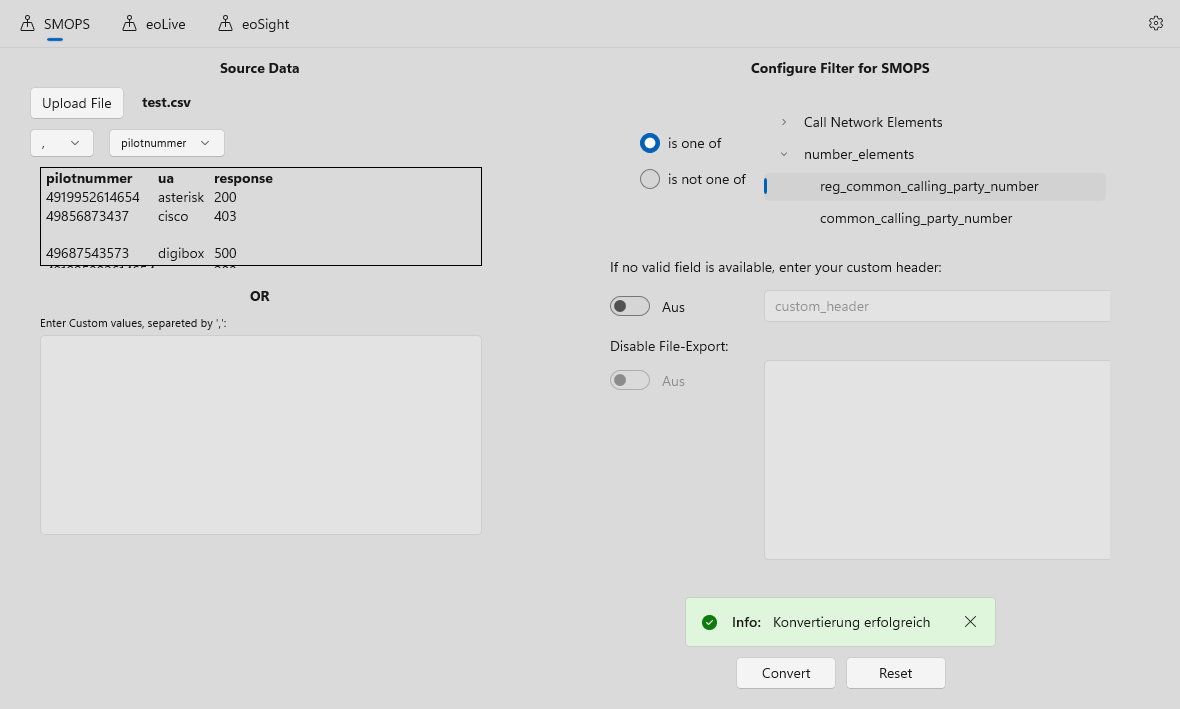 SMOPS eoLive eoSight
Source Data
Upload File test.csv
, pilotnummer
pilotnummer ua response
4919952614654 asterisk 200
49856873437 cisco 403
49687543573 digibox 500
OR
Enter Custom values, separeted by ',':
Configure Filter for SMOPS
is one of
is not one of
Call Network Elements
number_elements
reg_common_calling_party_number
common_calling_party_number
If no valid field is available, enter your custom header:
Aus custom_header
Disable File-Export:
Aus
Info: Konvertierung erfolgreich
Convert Reset